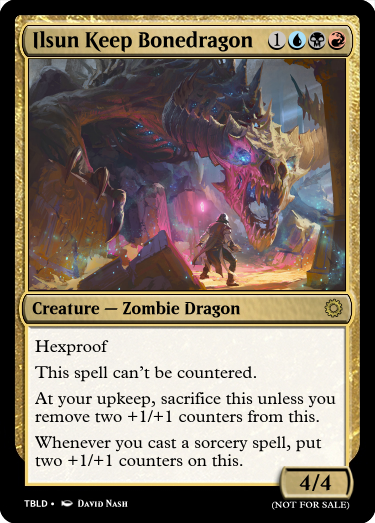 Ilsun Keep Bonedragon 1
Creature — Zombie Dragon
Hexproof
This spell can't be countered.
At your upkeep, sacrifice this unless you
remove two +1/+1 counters from this.
Whenever you cast a sorcery spell, put
two +1/+1 counters on this.
4/4
TBLD • David Nash
(NOT FOR SALE)